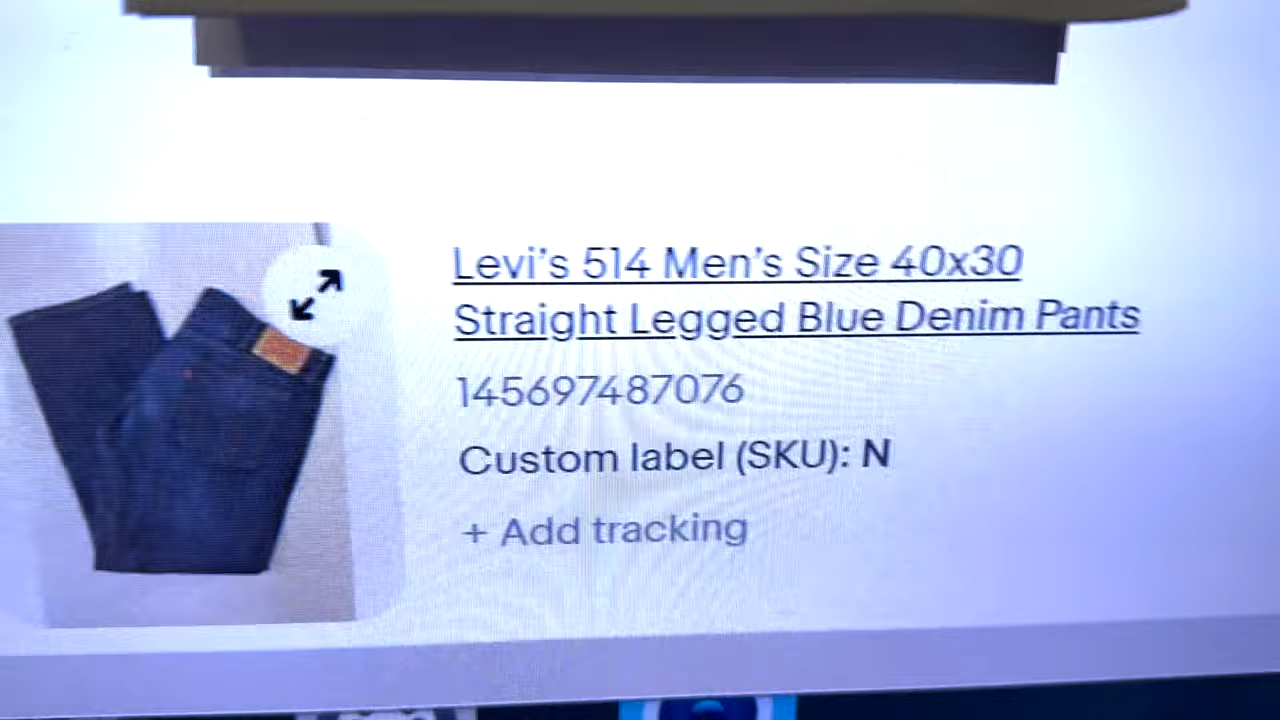 Levi's 514 Men's Size 40x30
Straight Legged Blue Denim Pants
145697487076
Custom label (SKU): N
+ Add tracking